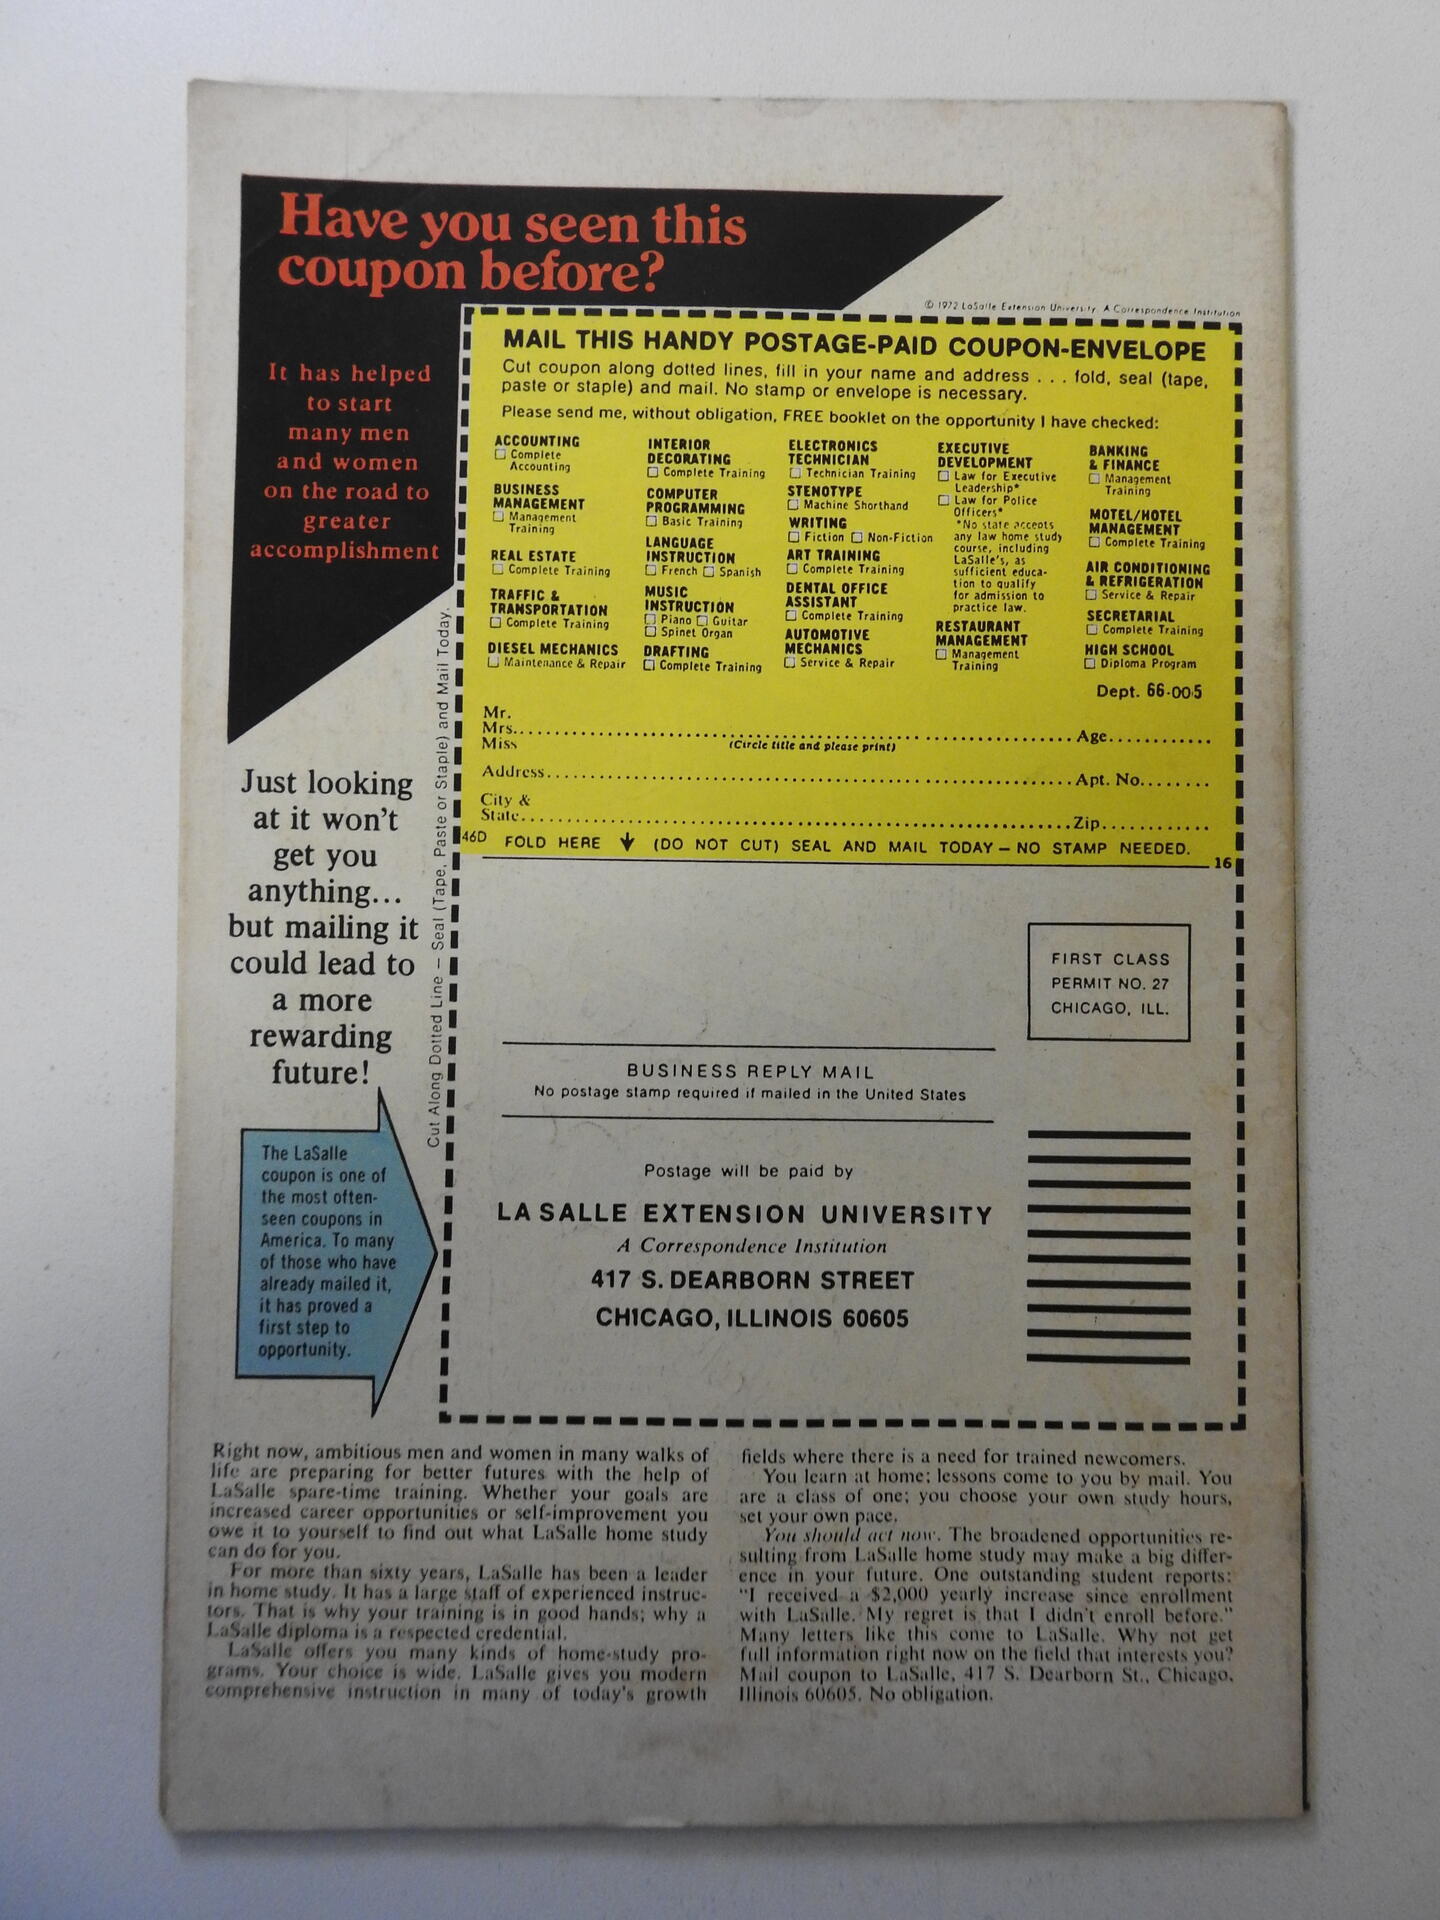 Have you seen this
coupon before?
© 1972 LaSalle Extension University. A Correspondence Institution
It has helped
to start
many men
and women
on the road to
greater
accomplishment
MAIL THIS HANDY POSTAGE-PAID COUPON-ENVELOPE
Cut coupon along dotted lines, fill in your name and address . . . fold, seal (tape,
paste or staple) and mail. No stamp or envelope is necessary.
Please send me, without obligation, FREE booklet on the opportunity I have checked:
ACCOUNTING
☐ Complete
Accounting
BUSINESS
MANAGEMENT
☐ Management
Training
REAL ESTATE
☐ Complete Training
TRAFFIC &
TRANSPORTATION
☐ Complete Training
DIESEL MECHANICS
☐ Maintenance & Repair
INTERIOR
DECORATING
☐ Complete Training
COMPUTER
PROGRAMMING
☐ Basic Training
LANGUAGE
INSTRUCTION
☐ French ☐ Spanish
MUSIC
INSTRUCTION
☐ Piano ☐ Guitar
☐ Spinet Organ
DRAFTING
☐ Complete Training
ELECTRONICS
TECHNICIAN
☐ Technician Training
STENOTYPE
☐ Machine Shorthand
WRITING
☐ Fiction ☐ Non-Fiction
ART TRAINING
☐ Complete Training
DENTAL OFFICE
ASSISTANT
☐ Complete Training
AUTOMOTIVE
MECHANICS
☐ Service & Repair
EXECUTIVE
DEVELOPMENT
☐ Law for Executive
Leadership*
☐ Law for Police
Officers*
*No state accepts
any law home study
course, including
LaSalle's, as
sufficient educa-
tion to qualify
for admission to
practice law.
RESTAURANT
MANAGEMENT
☐ Management
Training
BANKING
& FINANCE
☐ Management
Training
MOTEL/HOTEL
MANAGEMENT
☐ Complete Training
AIR CONDITIONING
& REFRIGERATION
☐ Service & Repair
SECRETARIAL
☐ Complete Training
HIGH SCHOOL
☐ Diploma Program
Dept. 66-005
Mr.
Mrs. Age
Miss (Circle title and please print)
Address Apt. No.
City &
State Zip
46D FOLD HERE ↓ (DO NOT CUT) SEAL AND MAIL TODAY – NO STAMP NEEDED.
16
Cut Along Dotted Line – Seal (Tape, Paste or Staple) and Mail Today.
Just looking
at it won't
get you
anything...
but mailing it
could lead to
a more
rewarding
future!
The LaSalle
coupon is one of
the most often-
seen coupons in
America. To many
of those who have
already mailed it,
it has proved a
first step to
opportunity.
FIRST CLASS
PERMIT NO. 27
CHICAGO, ILL.
BUSINESS REPLY MAIL
No postage stamp required if mailed in the United States
Postage will be paid by
LA SALLE EXTENSION UNIVERSITY
A Correspondence Institution
417 S. DEARBORN STREET
CHICAGO, ILLINOIS 60605
Right now, ambitious men and women in many walks of
life are preparing for better futures with the help of
LaSalle spare-time training. Whether your goals are
increased career opportunities or self-improvement you
owe it to yourself to find out what LaSalle home study
can do for you.
For more than sixty years, LaSalle has been a leader
in home study. It has a large staff of experienced instruc-
tors. That is why your training is in good hands; why a
LaSalle diploma is a respected credential.
LaSalle offers you many kinds of home-study pro-
grams. Your choice is wide. LaSalle gives you modern
comprehensive instruction in many of today's growth
fields where there is a need for trained newcomers.
You learn at home; lessons come to you by mail. You
are a class of one; you choose your own study hours,
set your own pace.
You should act now. The broadened opportunities re-
sulting from LaSalle home study may make a big differ-
ence in your future. One outstanding student reports:
"I received a $2,000 yearly increase since enrollment
with LaSalle. My regret is that I didn't enroll before."
Many letters like this come to LaSalle. Why not get
full information right now on the field that interests you?
Mail coupon to LaSalle, 417 S. Dearborn St., Chicago,
Illinois 60605. No obligation.